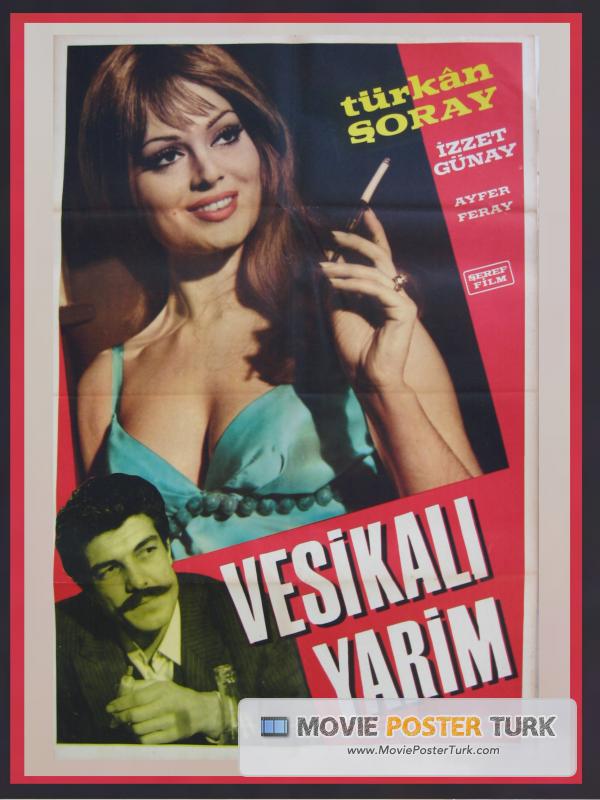 türkân
ŞORAY
İZZET
GÜNAY
AYFER
FERAY
ŞEREF
FİLM
VESİKALI
YARİM
MOVIE POSTER TURK
www.MoviePosterTurk.com